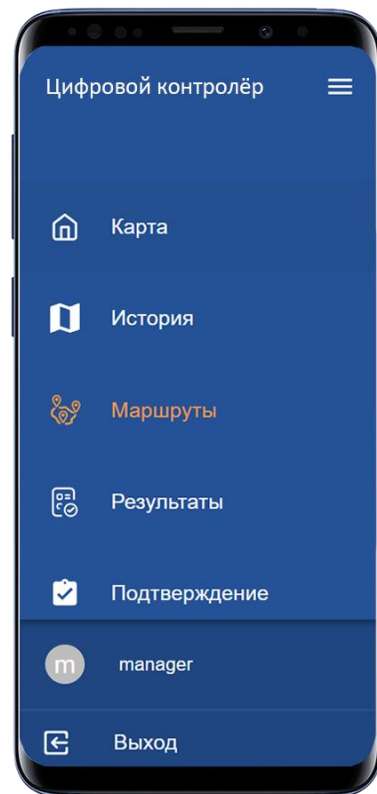 Цифровой контролёр
Карта
История
Маршруты
Результаты
Подтверждение
m
manager
Выход